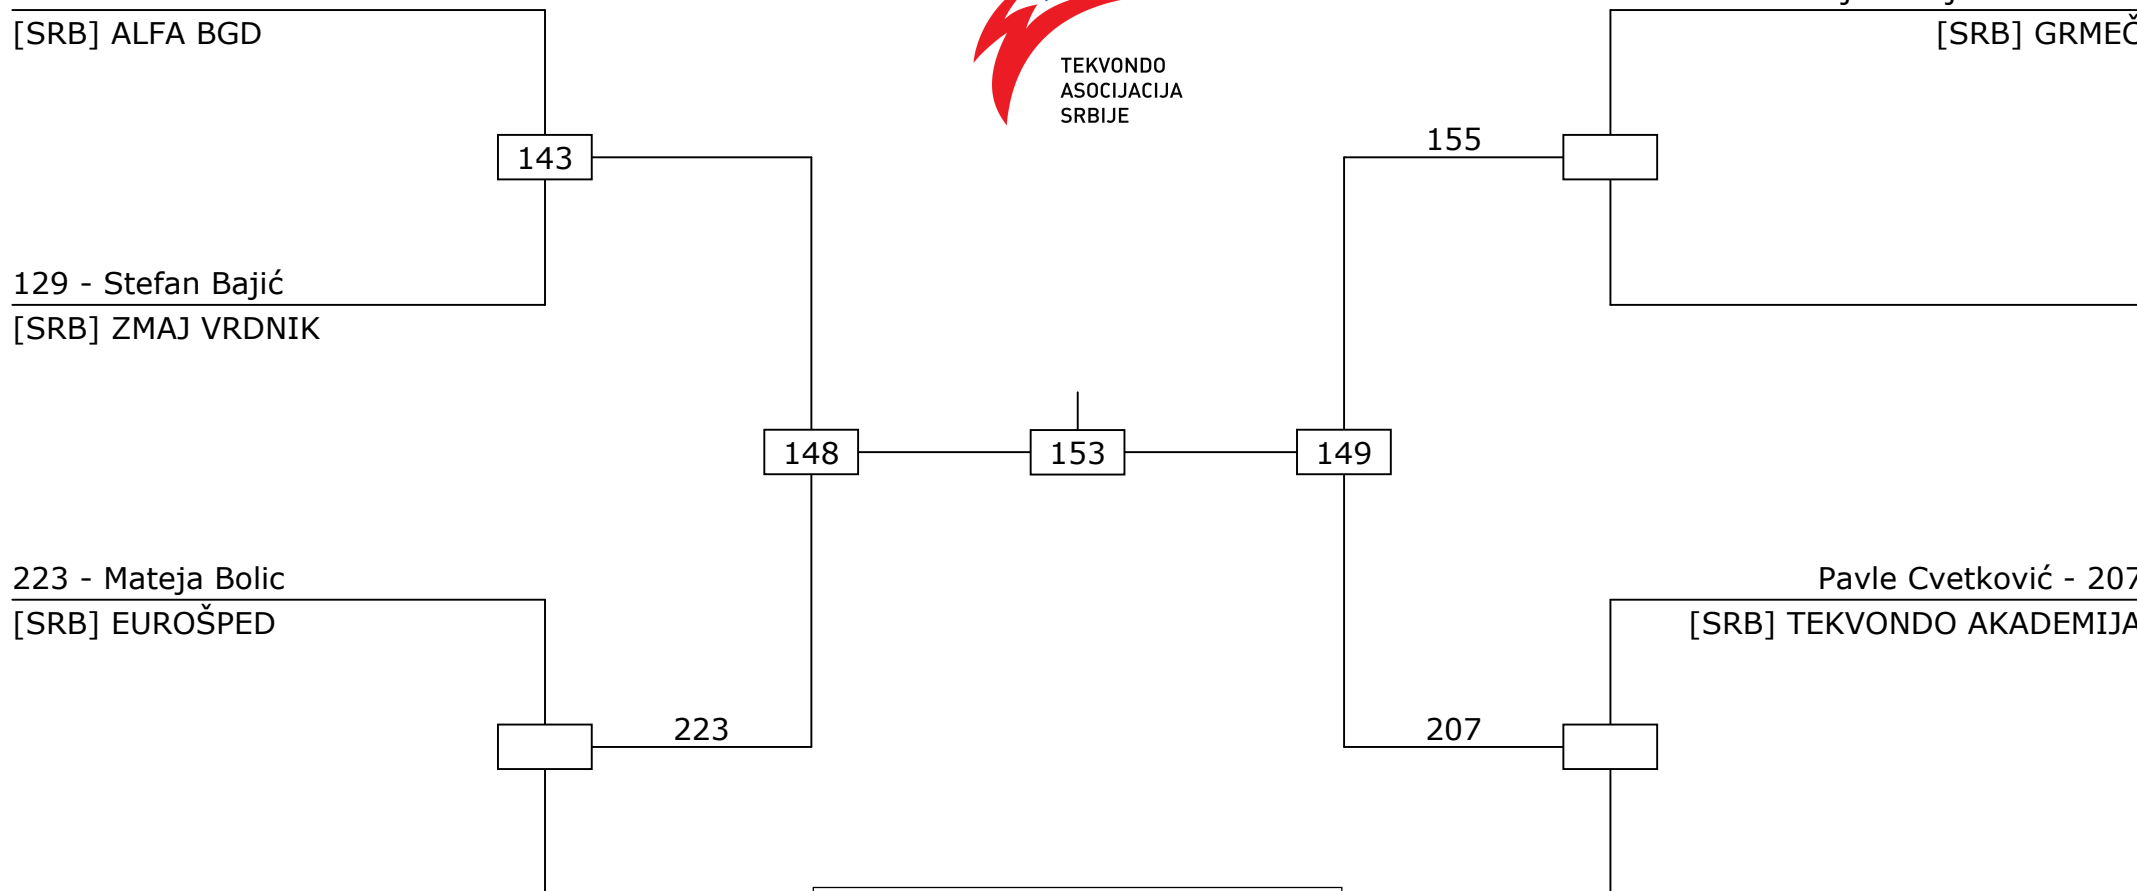 [SRB] ALFA BGD
[SRB] GRMEČ
TEKVONDO
ASOCIJACIJA
SRBIJE
143
155
129 - Stefan Bajić
[SRB] ZMAJ VRDNIK
148
153
149
223 - Mateja Bolic
[SRB] EUROŠPED
Pavle Cvetković - 207
[SRB] TEKVONDO AKADEMIJA
223
207